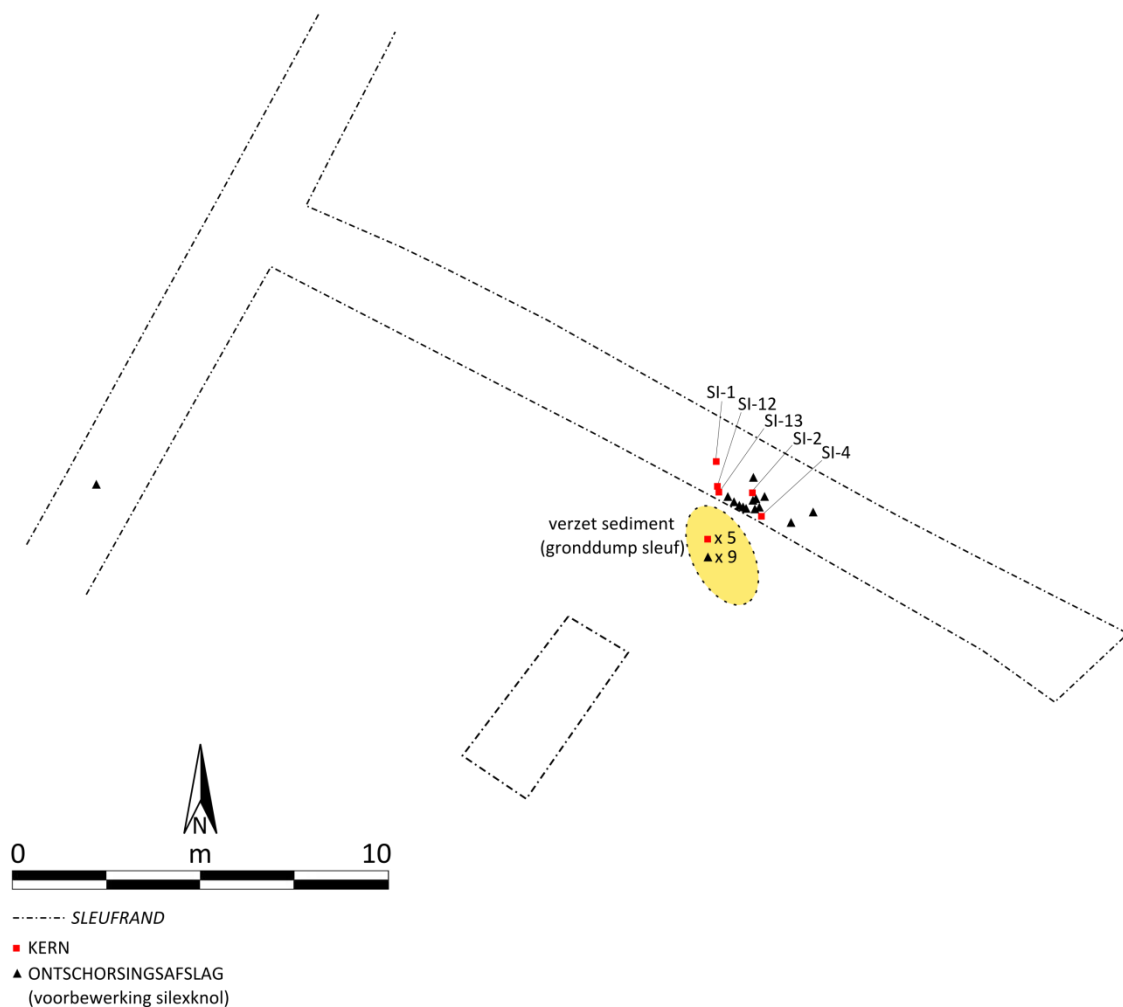 SI-1
SI-12
SI-13
SI-2
SI-4
verzet sediment
(gronddump sleuf)
x 5
x 9
N
0 m 10
SLEUFRAND
KERN
ONTSCHORSINGSAFSLAG
(voorbewerking silexknol)